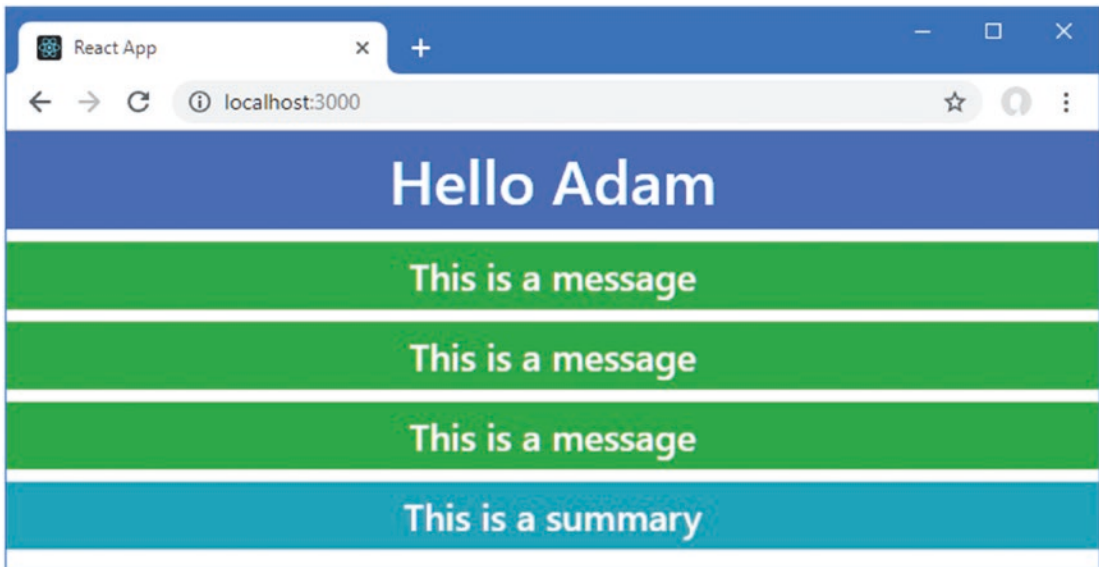 React App
localhost:3000
Hello Adam
This is a message
This is a message
This is a message
This is a summary